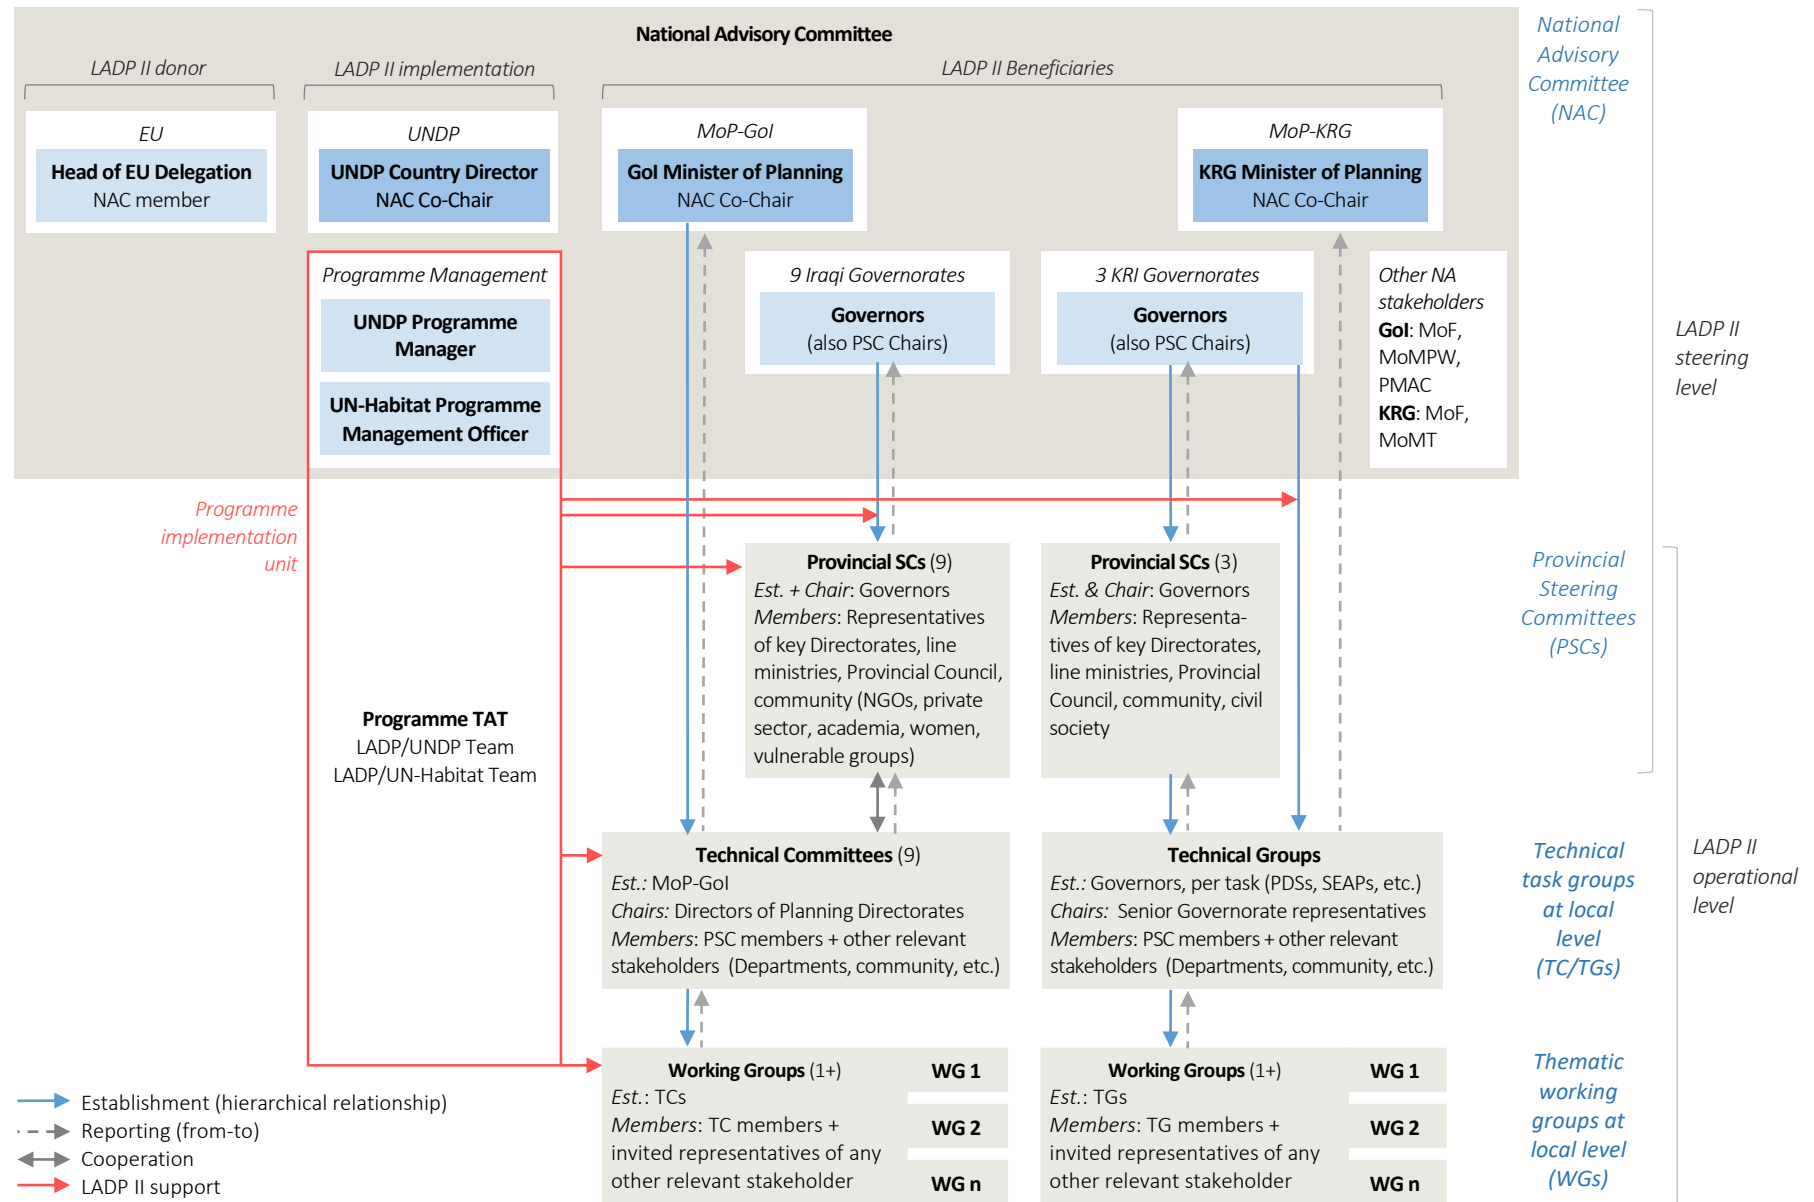 National Advisory Committee
LADP II donor
LADP II implementation
LADP II Beneficiaries
EU
Head of EU Delegation
NAC member
UNDP
UNDP Country Director
NAC Co-Chair
MoP-GoI
GoI Minister of Planning
NAC Co-Chair
MoP-KRG
KRG Minister of Planning
NAC Co-Chair
Programme Management
UNDP Programme
Manager
UN-Habitat Programme
Management Officer
9 Iraqi Governorates
Governors
(also PSC Chairs)
3 KRI Governorates
Governors
(also PSC Chairs)
Other NA
stakeholders
GoI: MoF,
MoMPW,
PMAC
KRG: MoF,
MoMT
National
Advisory
Committee
(NAC)
LADP II
steering
level
Programme
implementation
unit
Programme TAT
LADP/UNDP Team
LADP/UN-Habitat Team
Provincial SCs (9)
Est. + Chair: Governors
Members: Representatives
of key Directorates, line
ministries, Provincial Council,
community (NGOs, private
sector, academia, women,
vulnerable groups)
Provincial SCs (3)
Est. & Chair: Governors
Members: Representa-
tives of key Directorates,
line ministries, Provincial
Council, community, civil
society
Provincial
Steering
Committees
(PSCs)
Technical Committees (9)
Est.: MoP-GoI
Chairs: Directors of Planning Directorates
Members: PSC members + other relevant
stakeholders (Departments, community, etc.)
Technical Groups
Est.: Governors, per task (PDSs, SEAPs, etc.)
Chairs: Senior Governorate representatives
Members: PSC members + other relevant
stakeholders (Departments, community, etc.)
Technical
task groups
at local
level
(TC/TGs)
LADP II
operational
level
Working Groups (1+)
Est.: TCs
Members: TC members +
invited representatives of any
other relevant stakeholder
WG 1
WG 2
WG n
Working Groups (1+)
Est.: TGs
Members: TG members +
invited representatives of any
other relevant stakeholder
WG 1
WG 2
WG n
Thematic
working
groups at
local level
(WGs)
Establishment (hierarchical relationship)
Reporting (from-to)
Cooperation
LADP II support